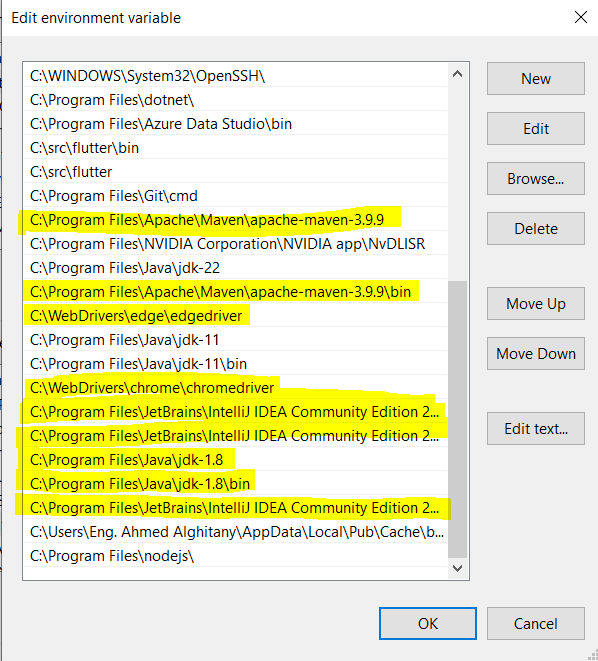 Edit environment variable
C:\WINDOWS\System32\OpenSSH\
C:\Program Files\dotnet\
C:\Program Files\Azure Data Studio\bin
C:\src\flutter\bin
C:\src\flutter
C:\Program Files\Git\cmd
C:\Program Files\Apache\Maven\apache-maven-3.9.9
C:\Program Files\NVIDIA Corporation\NVIDIA app\NvDLISR
C:\Program Files\Java\jdk-22
C:\Program Files\Apache\Maven\apache-maven-3.9.9\bin
C:\WebDrivers\edge\edgedriver
C:\Program Files\Java\jdk-11
C:\Program Files\Java\jdk-11\bin
C:\WebDrivers\chrome\chromedriver
C:\Program Files\JetBrains\IntelliJ IDEA Community Edition 2...
C:\Program Files\JetBrains\IntelliJ IDEA Community Edition 2...
C:\Program Files\Java\jdk-1.8
C:\Program Files\Java\jdk-1.8\bin
C:\Program Files\JetBrains\IntelliJ IDEA Community Edition 2...
C:\Users\Eng. Ahmed Alghitany\AppData\Local\Pub\Cache\b...
C:\Program Files\nodejs\
New
Edit
Browse...
Delete
Move Up
Move Down
Edit text...
OK
Cancel